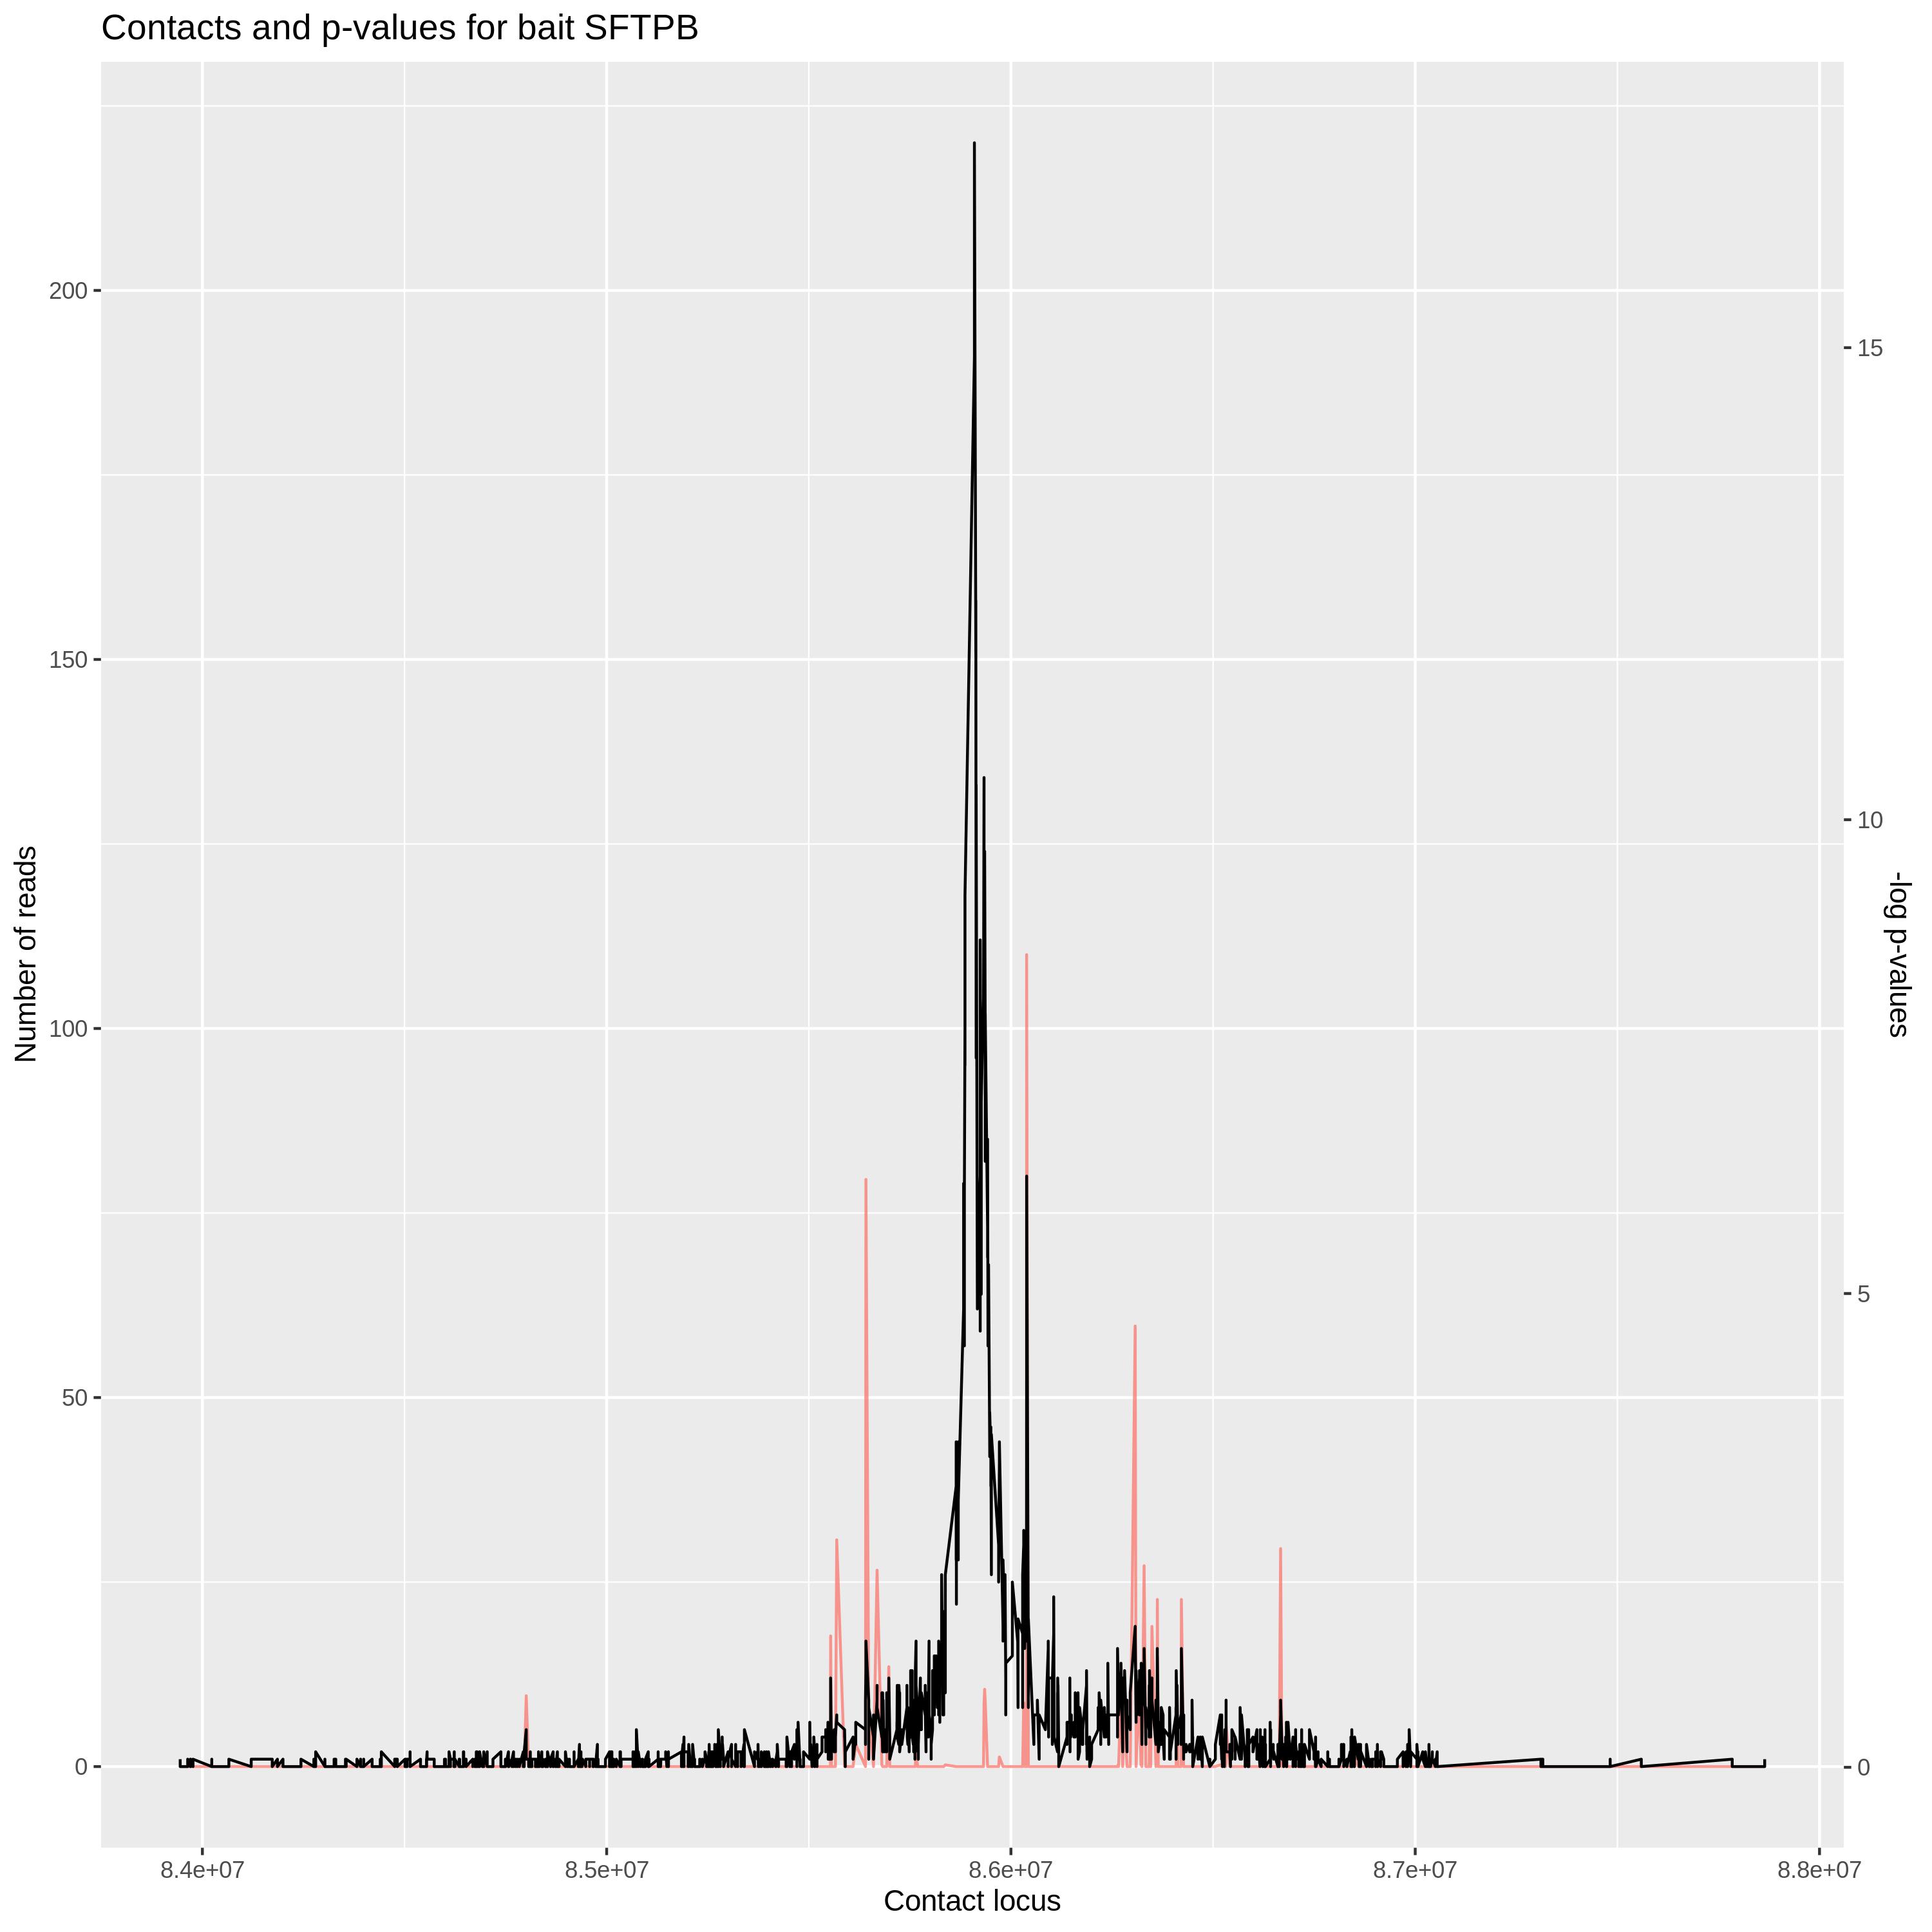 Contacts and p-values for bait SFTPB
Number of reads
200
150
100
50
0
15
10
5
0
-log p-values
8.4e+07
8.5e+07
8.6e+07
8.7e+07
8.8e+07
Contact locus